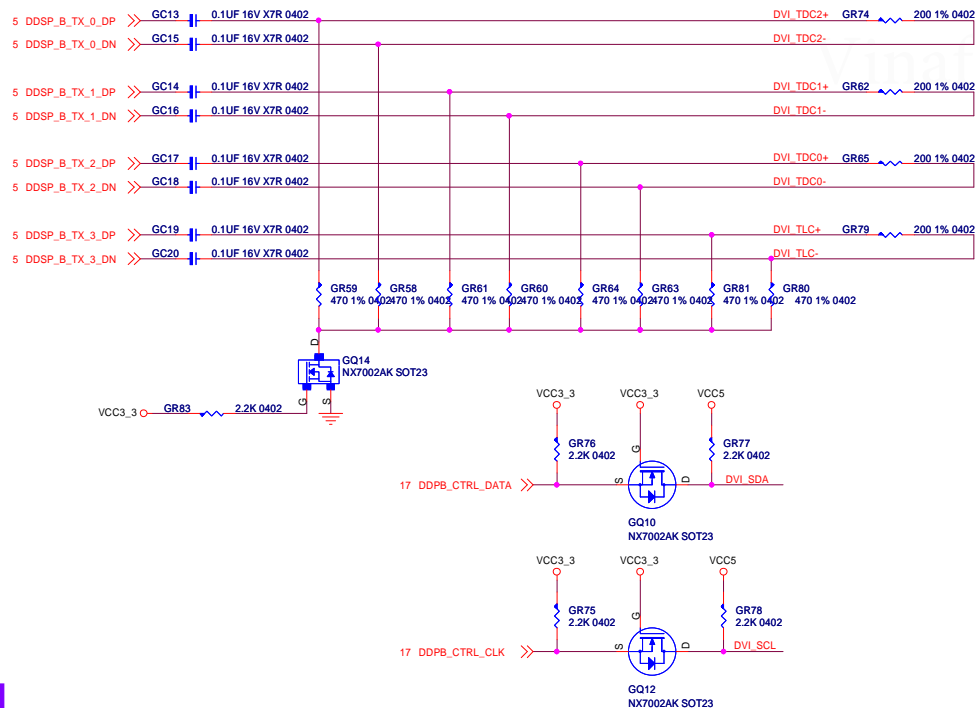 5 DDSP_B_TX_0_DP GC13 0.1UF 16V X7R 0402 DVI_TDC2+ GR74 200 1% 0402
5 DDSP_B_TX_0_DN GC15 0.1UF 16V X7R 0402 DVI_TDC2-
Vinai
5 DDSP_B_TX_1_DP GC14 0.1UF 16V X7R 0402 DVI_TDC1+ GR62 200 1% 0402
5 DDSP_B_TX_1_DN GC16 0.1UF 16V X7R 0402 DVI_TDC1-
5 DDSP_B_TX_2_DP GC17 0.1UF 16V X7R 0402 DVI_TDC0+ GR65 200 1% 0402
5 DDSP_B_TX_2_DN GC18 0.1UF 16V X7R 0402 DVI_TDC0-
5 DDSP_B_TX_3_DP GC19 0.1UF 16V X7R 0402 DVI_TLC+ GR79 200 1% 0402
5 DDSP_B_TX_3_DN GC20 0.1UF 16V X7R 0402 DVI_TLC-
GR59 GR58 GR61 GR60 GR64 GR63 GR81 GR80
470 1% 0402 470 1% 0402 470 1% 0402 470 1% 0402 470 1% 0402 470 1% 0402 470 1% 0402 470 1% 0402
D
GQ14
NX7002AK SOT23
G S
VCC3_3 GR83 2.2K 0402
VCC3_3 VCC3_3 VCC5
GR76 G GR77
2.2K 0402 2.2K 0402
17 DDPB_CTRL_DATA S D DVI_SDA
GQ10
NX7002AK SOT23
VCC3_3 VCC3_3 VCC5
GR75 G GR78
2.2K 0402 2.2K 0402
17 DDPB_CTRL_CLK S D DVI_SCL
GQ12
NX7002AK SOT23